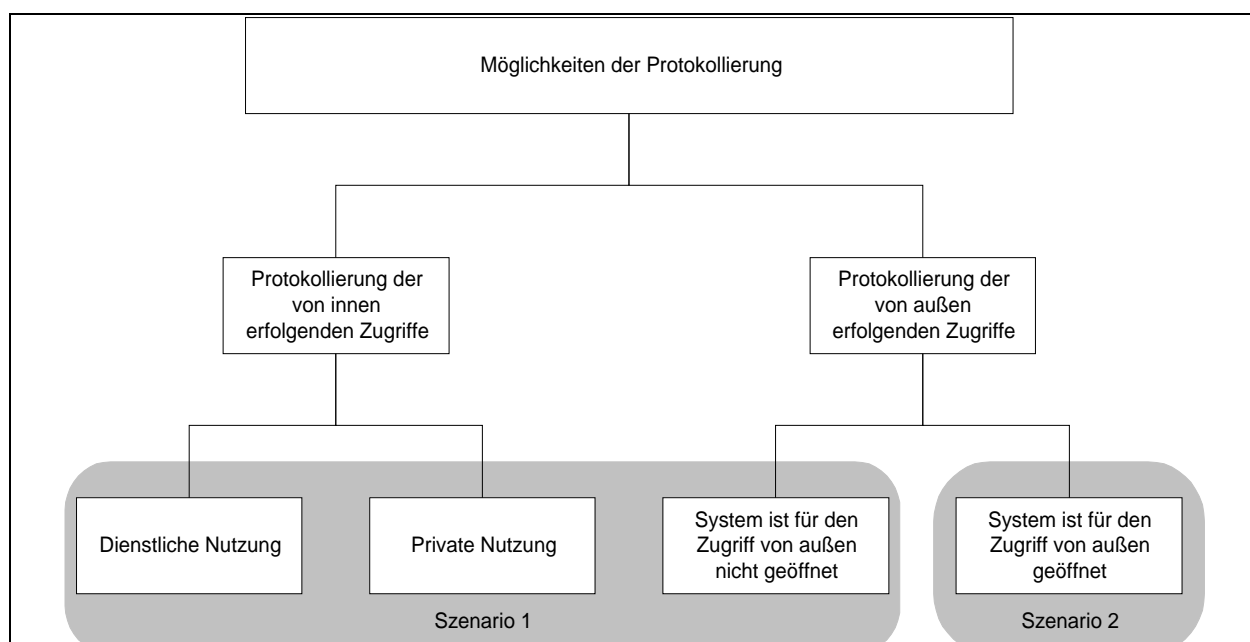 Möglichkeiten der Protokollierung
Protokollierung der
von innen
erfolgenden Zugriffe
Protokollierung der
von außen
erfolgenden Zugriffe
Dienstliche Nutzung
Private Nutzung
System ist für den
Zugriff von außen
nicht geöffnet
System ist für den
Zugriff von außen
geöffnet
Szenario 1
Szenario 2